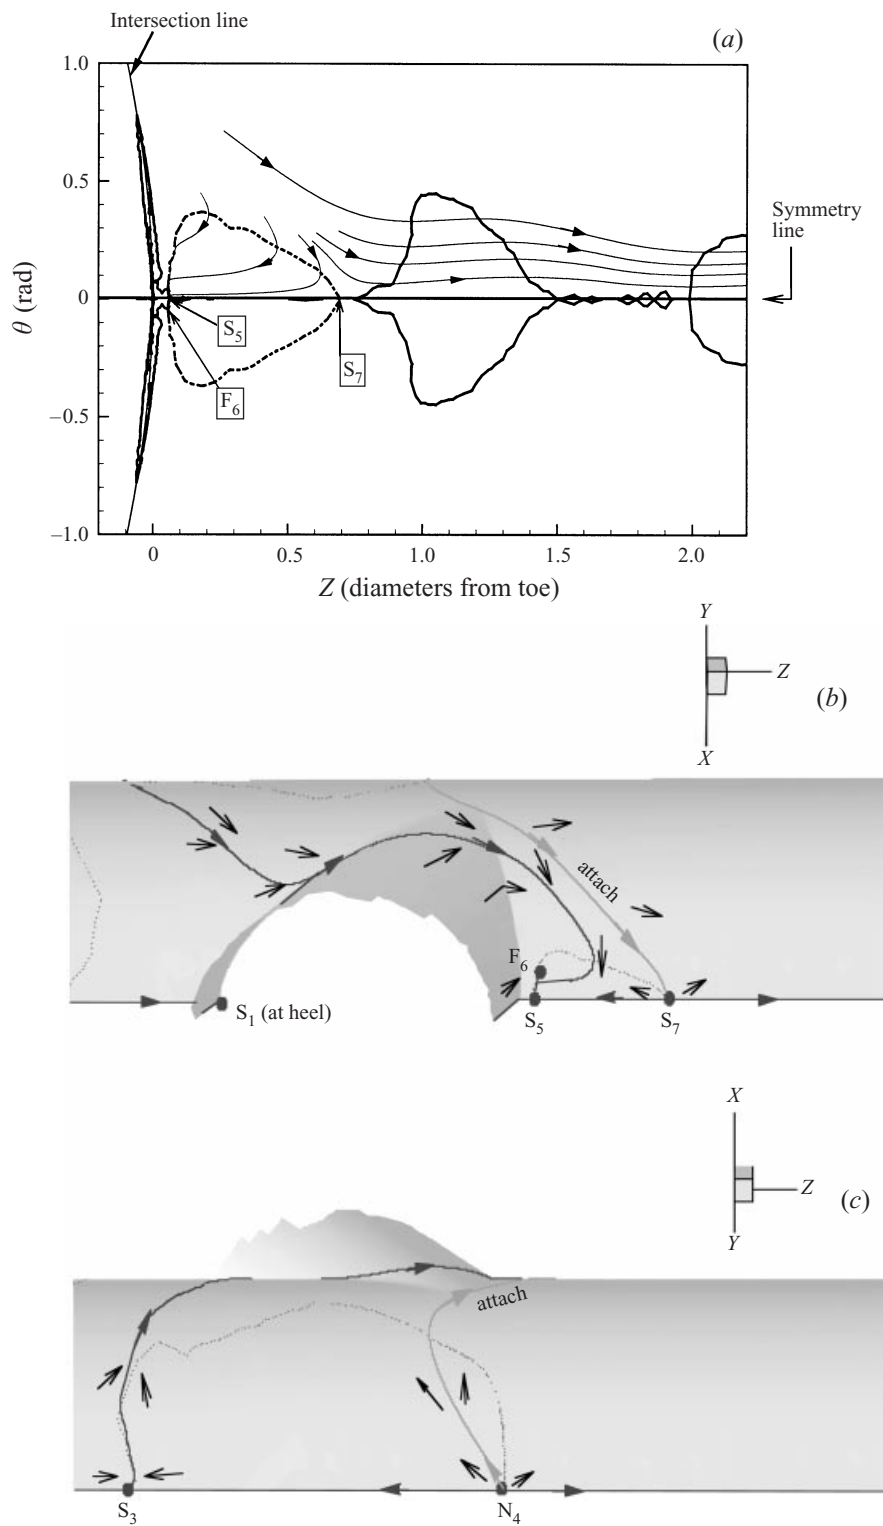 Intersection line
(a)
1.0
0.5
0
−0.5
−1.0
θ (rad)
Symmetry line
S5
S7
F6
0
0.5
1.0
1.5
2.0
Z (diameters from toe)
Y
Z
X
(b)
attach
F6
S1 (at heel)
S5
S7
X
Z
Y
(c)
attach
S3
N4